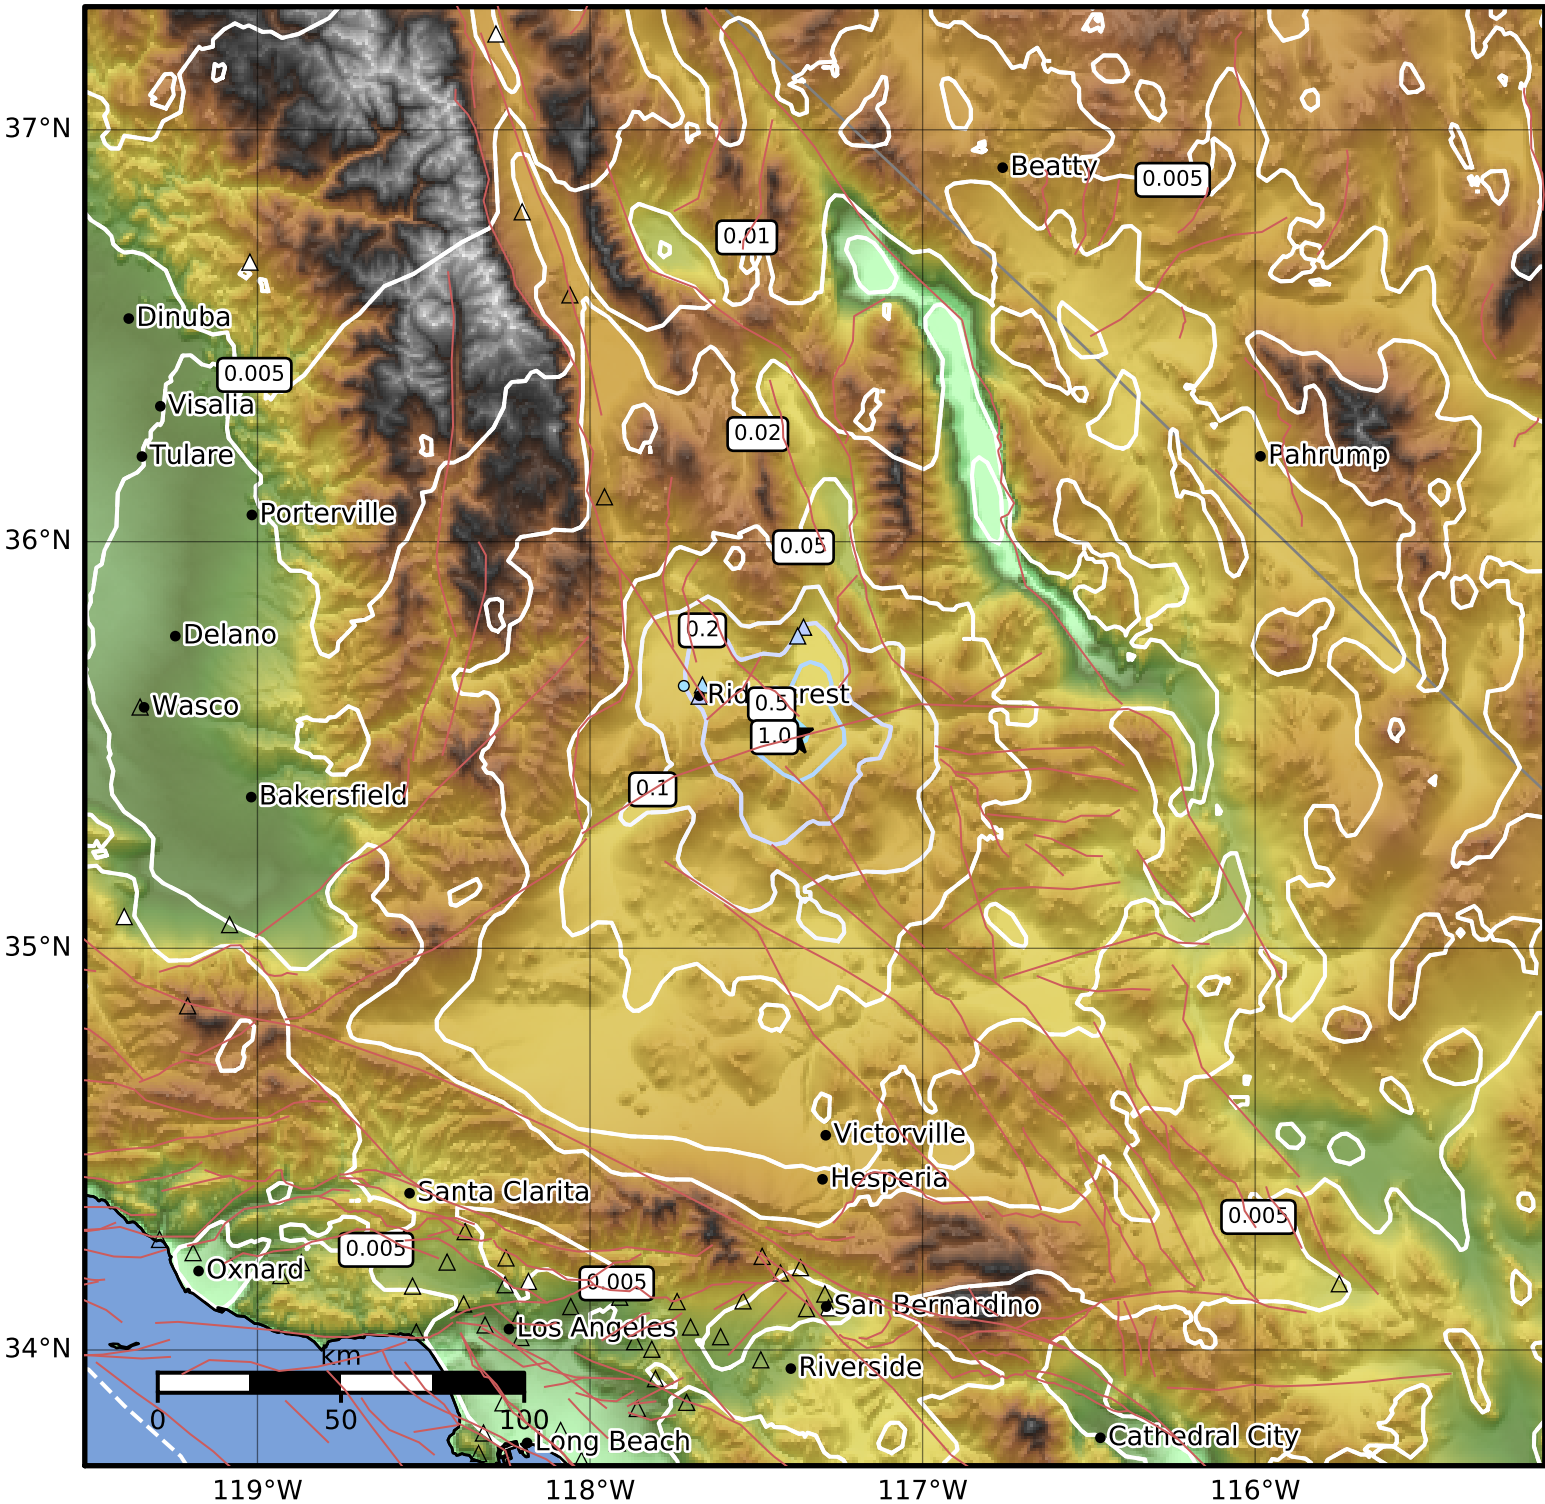 37°N
Beatty
0.005
0.01
Dinuba
0.005
Visalia
0.02
Tulare
Pahrump
Porterville
36°N
0.05
Delano
0.2
Wasco
0.5
1.0
0.1
Bakersfield
35°N
Victorville
Hesperia
Santa Clarita
0.005
0.005
Oxnard
0.005
San Bernardino
Los Angeles
34°N
km
Riverside
0
50
100
Long Beach
Cathedral City
119°W
118°W
117°W
116°W